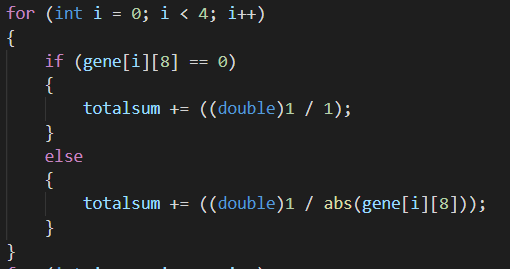 for (int i = 0; i < 4; i++)
{
if (gene[i][8] == 0)
{
totalsum += ((double)1 / 1);
}
else
{
totalsum += ((double)1 / abs(gene[i][8]));
}
}